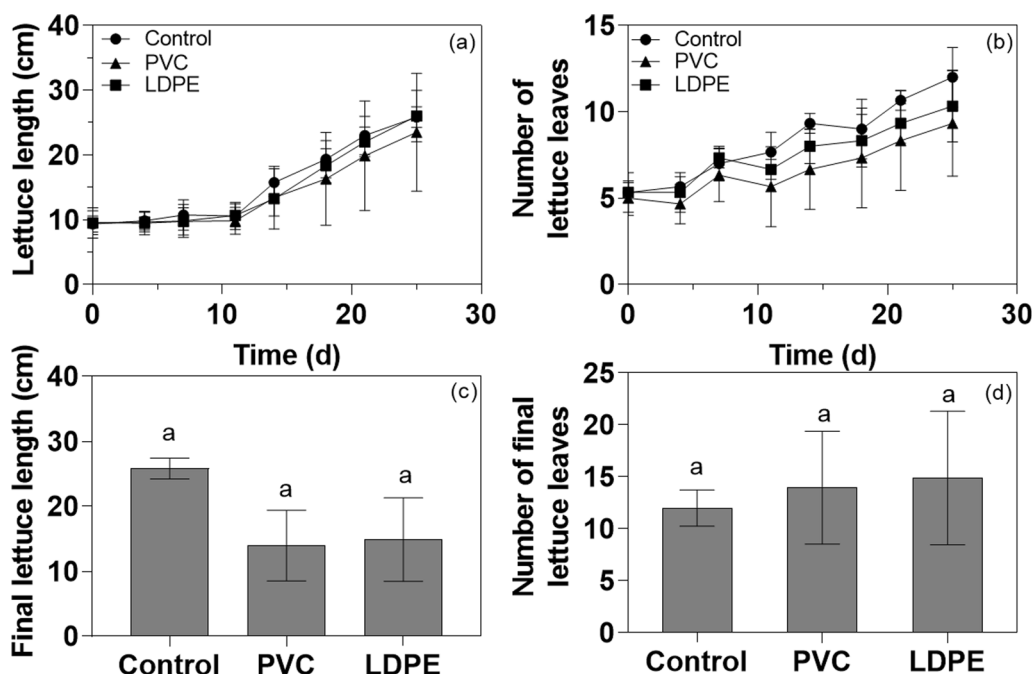 Lettuce length (cm)
40
30
20
10
0
Control
PVC
LDPE
(a)
0
10
20
30
Time (d)
Number of
lettuce leaves
15
10
5
0
Control
PVC
LDPE
(b)
0
10
20
30
Time (d)
Final lettuce length (cm)
40
30
20
10
0
a
a
a
(c)
Control
PVC
LDPE
Number of final
lettuce leaves
25
20
15
10
5
0
a
a
a
(d)
Control
PVC
LDPE